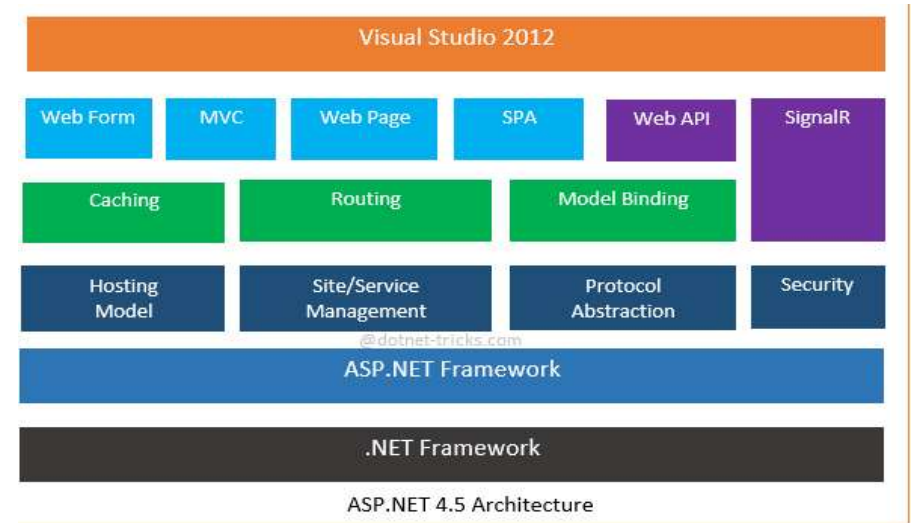 Visual Studio 2012
Web Form
MVC
Web Page
SPA
Web API
SignalR
Caching
Routing
Model Binding
Hosting
Model
Site/Service
Management
Protocol
Abstraction
Security
@dotnet-tricks.com
ASP.NET Framework
.NET Framework
ASP.NET 4.5 Architecture